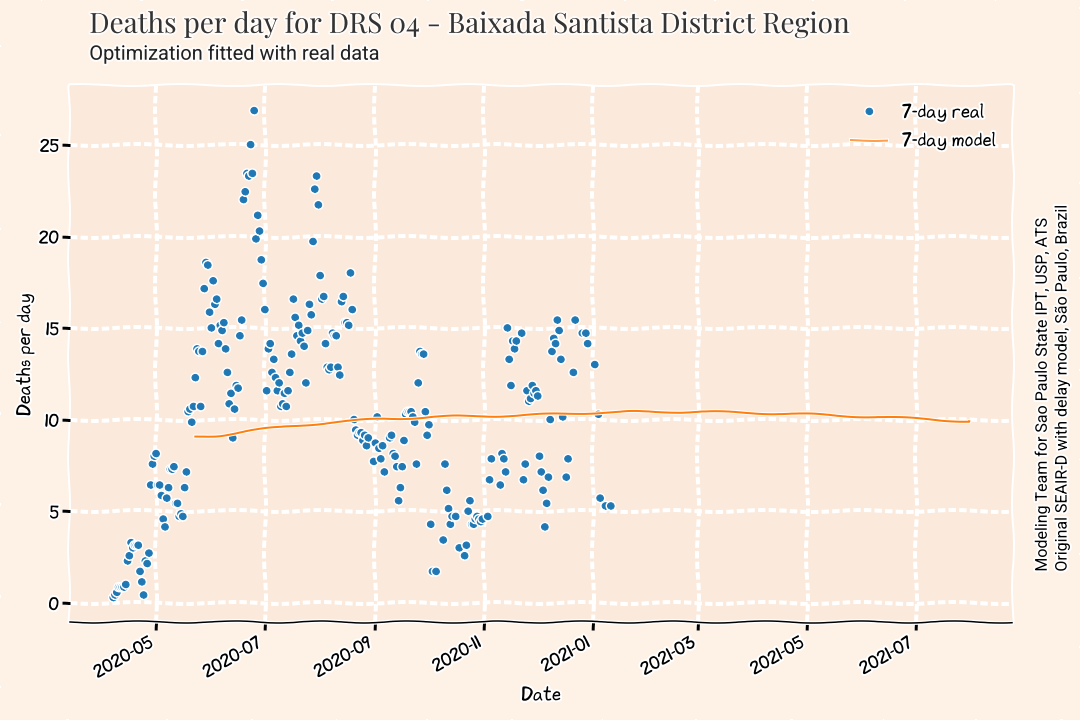 Deaths per day for DRS 04 - Baixada Santista District Region
Optimization fitted with real data
7-day real
7-day model
Deaths per day
25
20
15
10
5
0
2020-05
2020-07
2020-09
2020-11
2021-01
2021-03
2021-05
2021-07
Date
Modeling Team for Sao Paulo State IPT, USP, ATS
Original SEAIR-D with delay model, São Paulo, Brazil